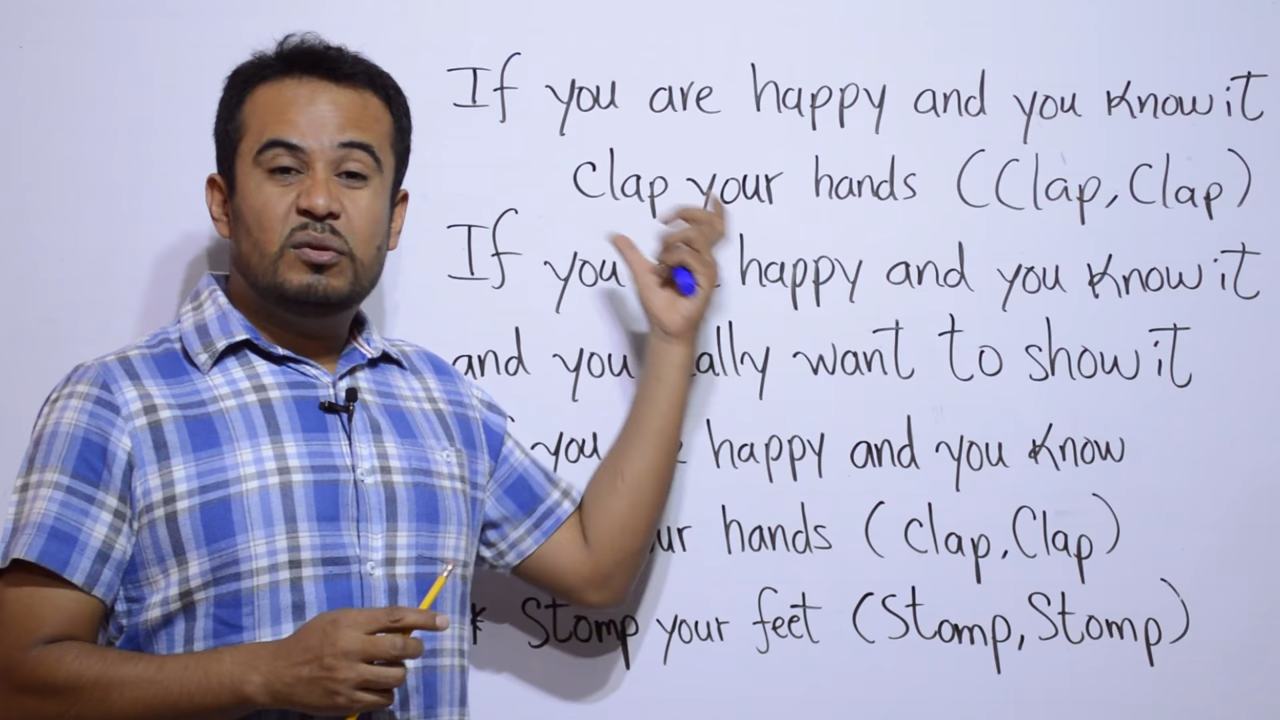 If you are happy and you know it
Clap your hands (Clap, Clap)
If you happy and you know it
and you want to show it
you happy and you know
hands (Clap, Clap)
* Stomp your feet (Stomp, Stomp)